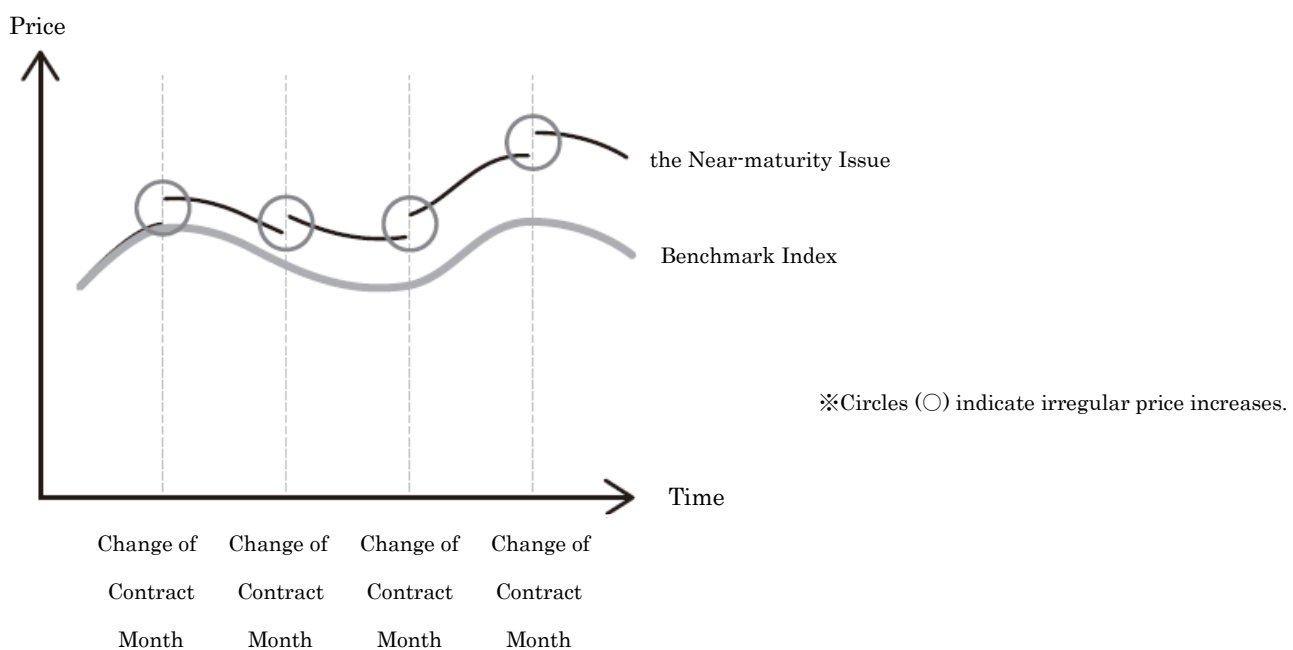 Price
the Near-maturity Issue
Benchmark Index
※Circles (○) indicate irregular price increases.
Time
Change of Change of Change of Change of
Contract Contract Contract Contract
Month Month Month Month